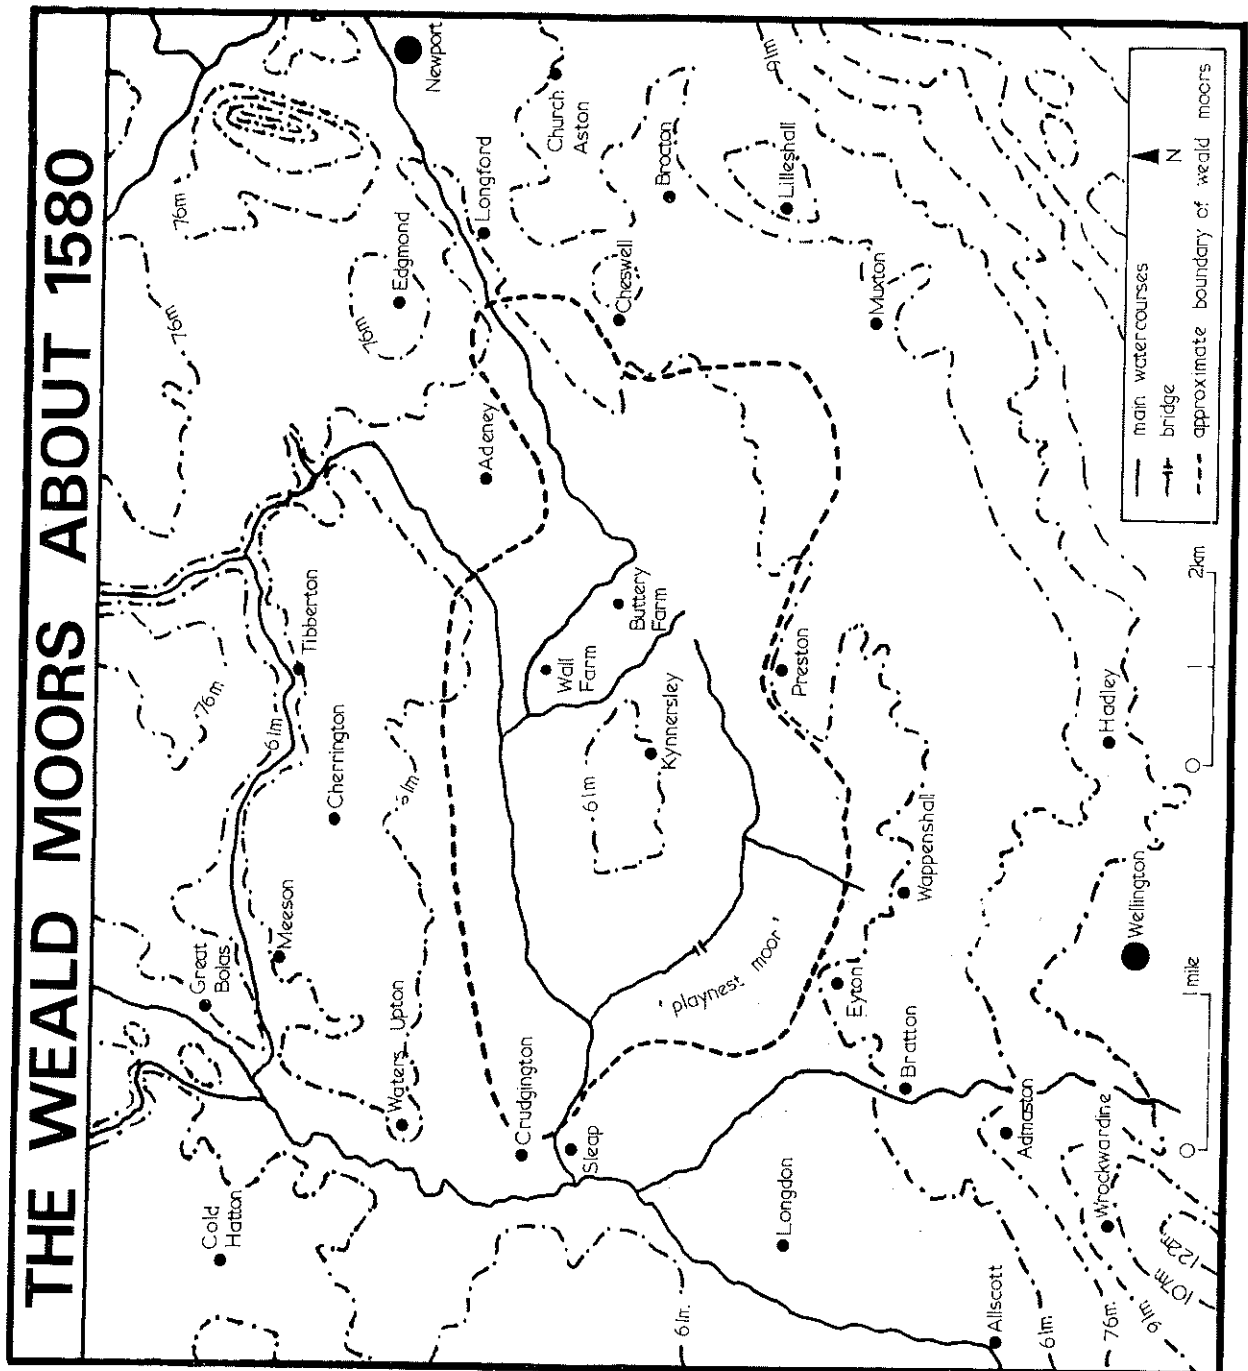 THE WEALD MOORS ABOUT 1580
Cold
Hatton
Great
Bolas
Meeson
Waters Upton
Cherrington
Tibberton
76m
61m
61m
76m
76m
76m
Edgmond
Newport
Longford
Church
Aston
Adeney
Crudgington
Sleap
Wall
Farm
Buttery
Farm
61m
Kynnersley
Cheswell
Brocton
91m
Lilleshall
Muxton
'playnest moor'
Preston
Eyton
Wappenshall
Bratton
Longdon
61m
Allscott
Admaston
Wrockwardine
61m
76m
91m
107m
122m
Wellington
Hadley
0
1 mile
0
1
2km
main watercourses
bridge
approximate boundary of weald moors
N